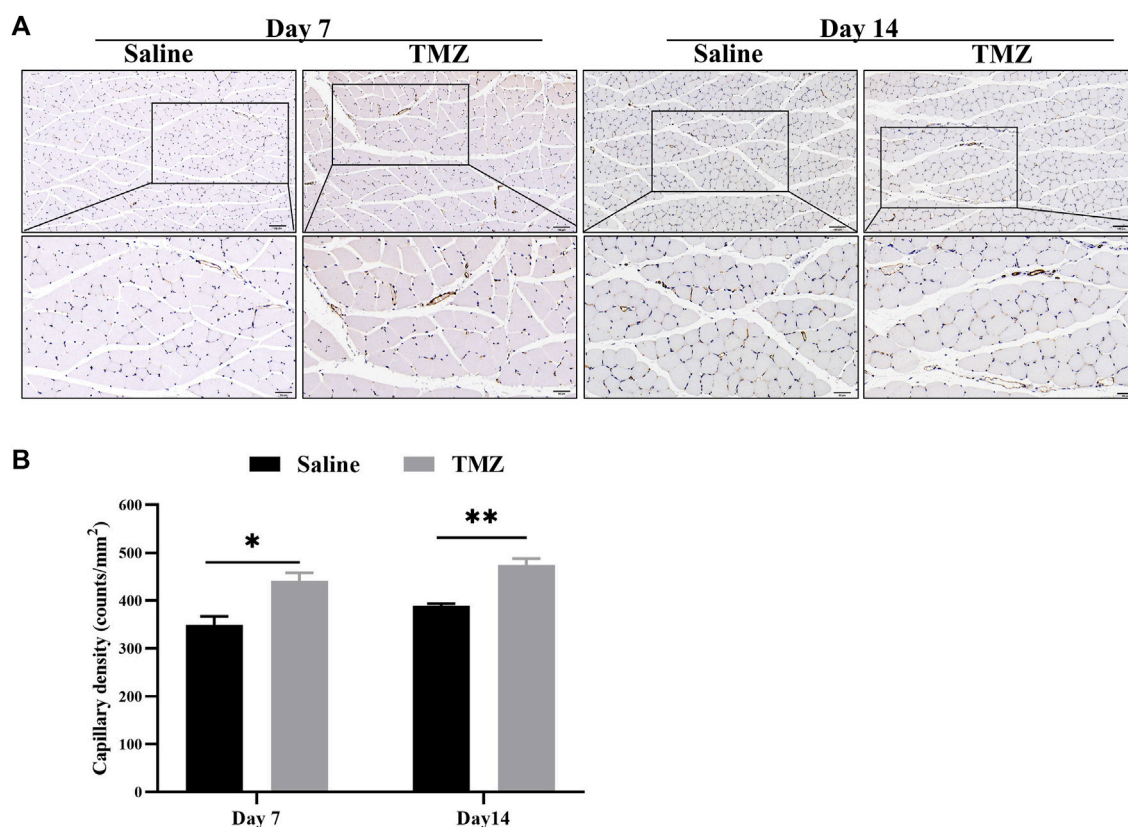 A
Day 7
Day 14
Saline
TMZ
Saline
TMZ
B
Saline
TMZ
Capillary density (counts/mm²)
600
500
400
300
200
100
0
*
**
Day 7
Day14